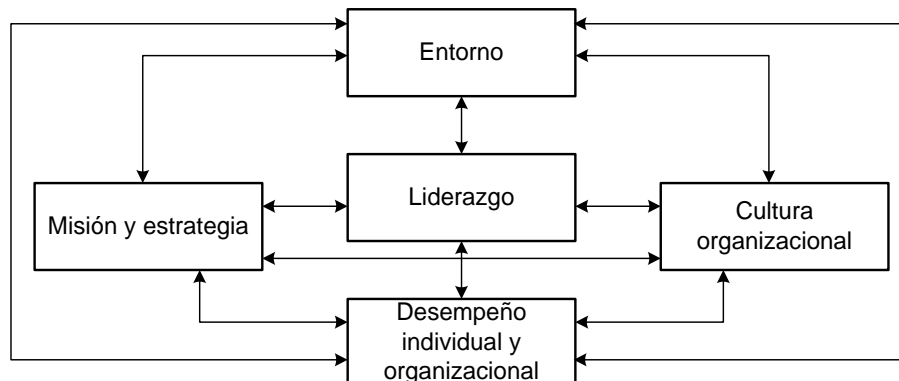 Entorno
Liderazgo
Misión y estrategia
Cultura
organizacional
Desempeño
individual y
organizacional